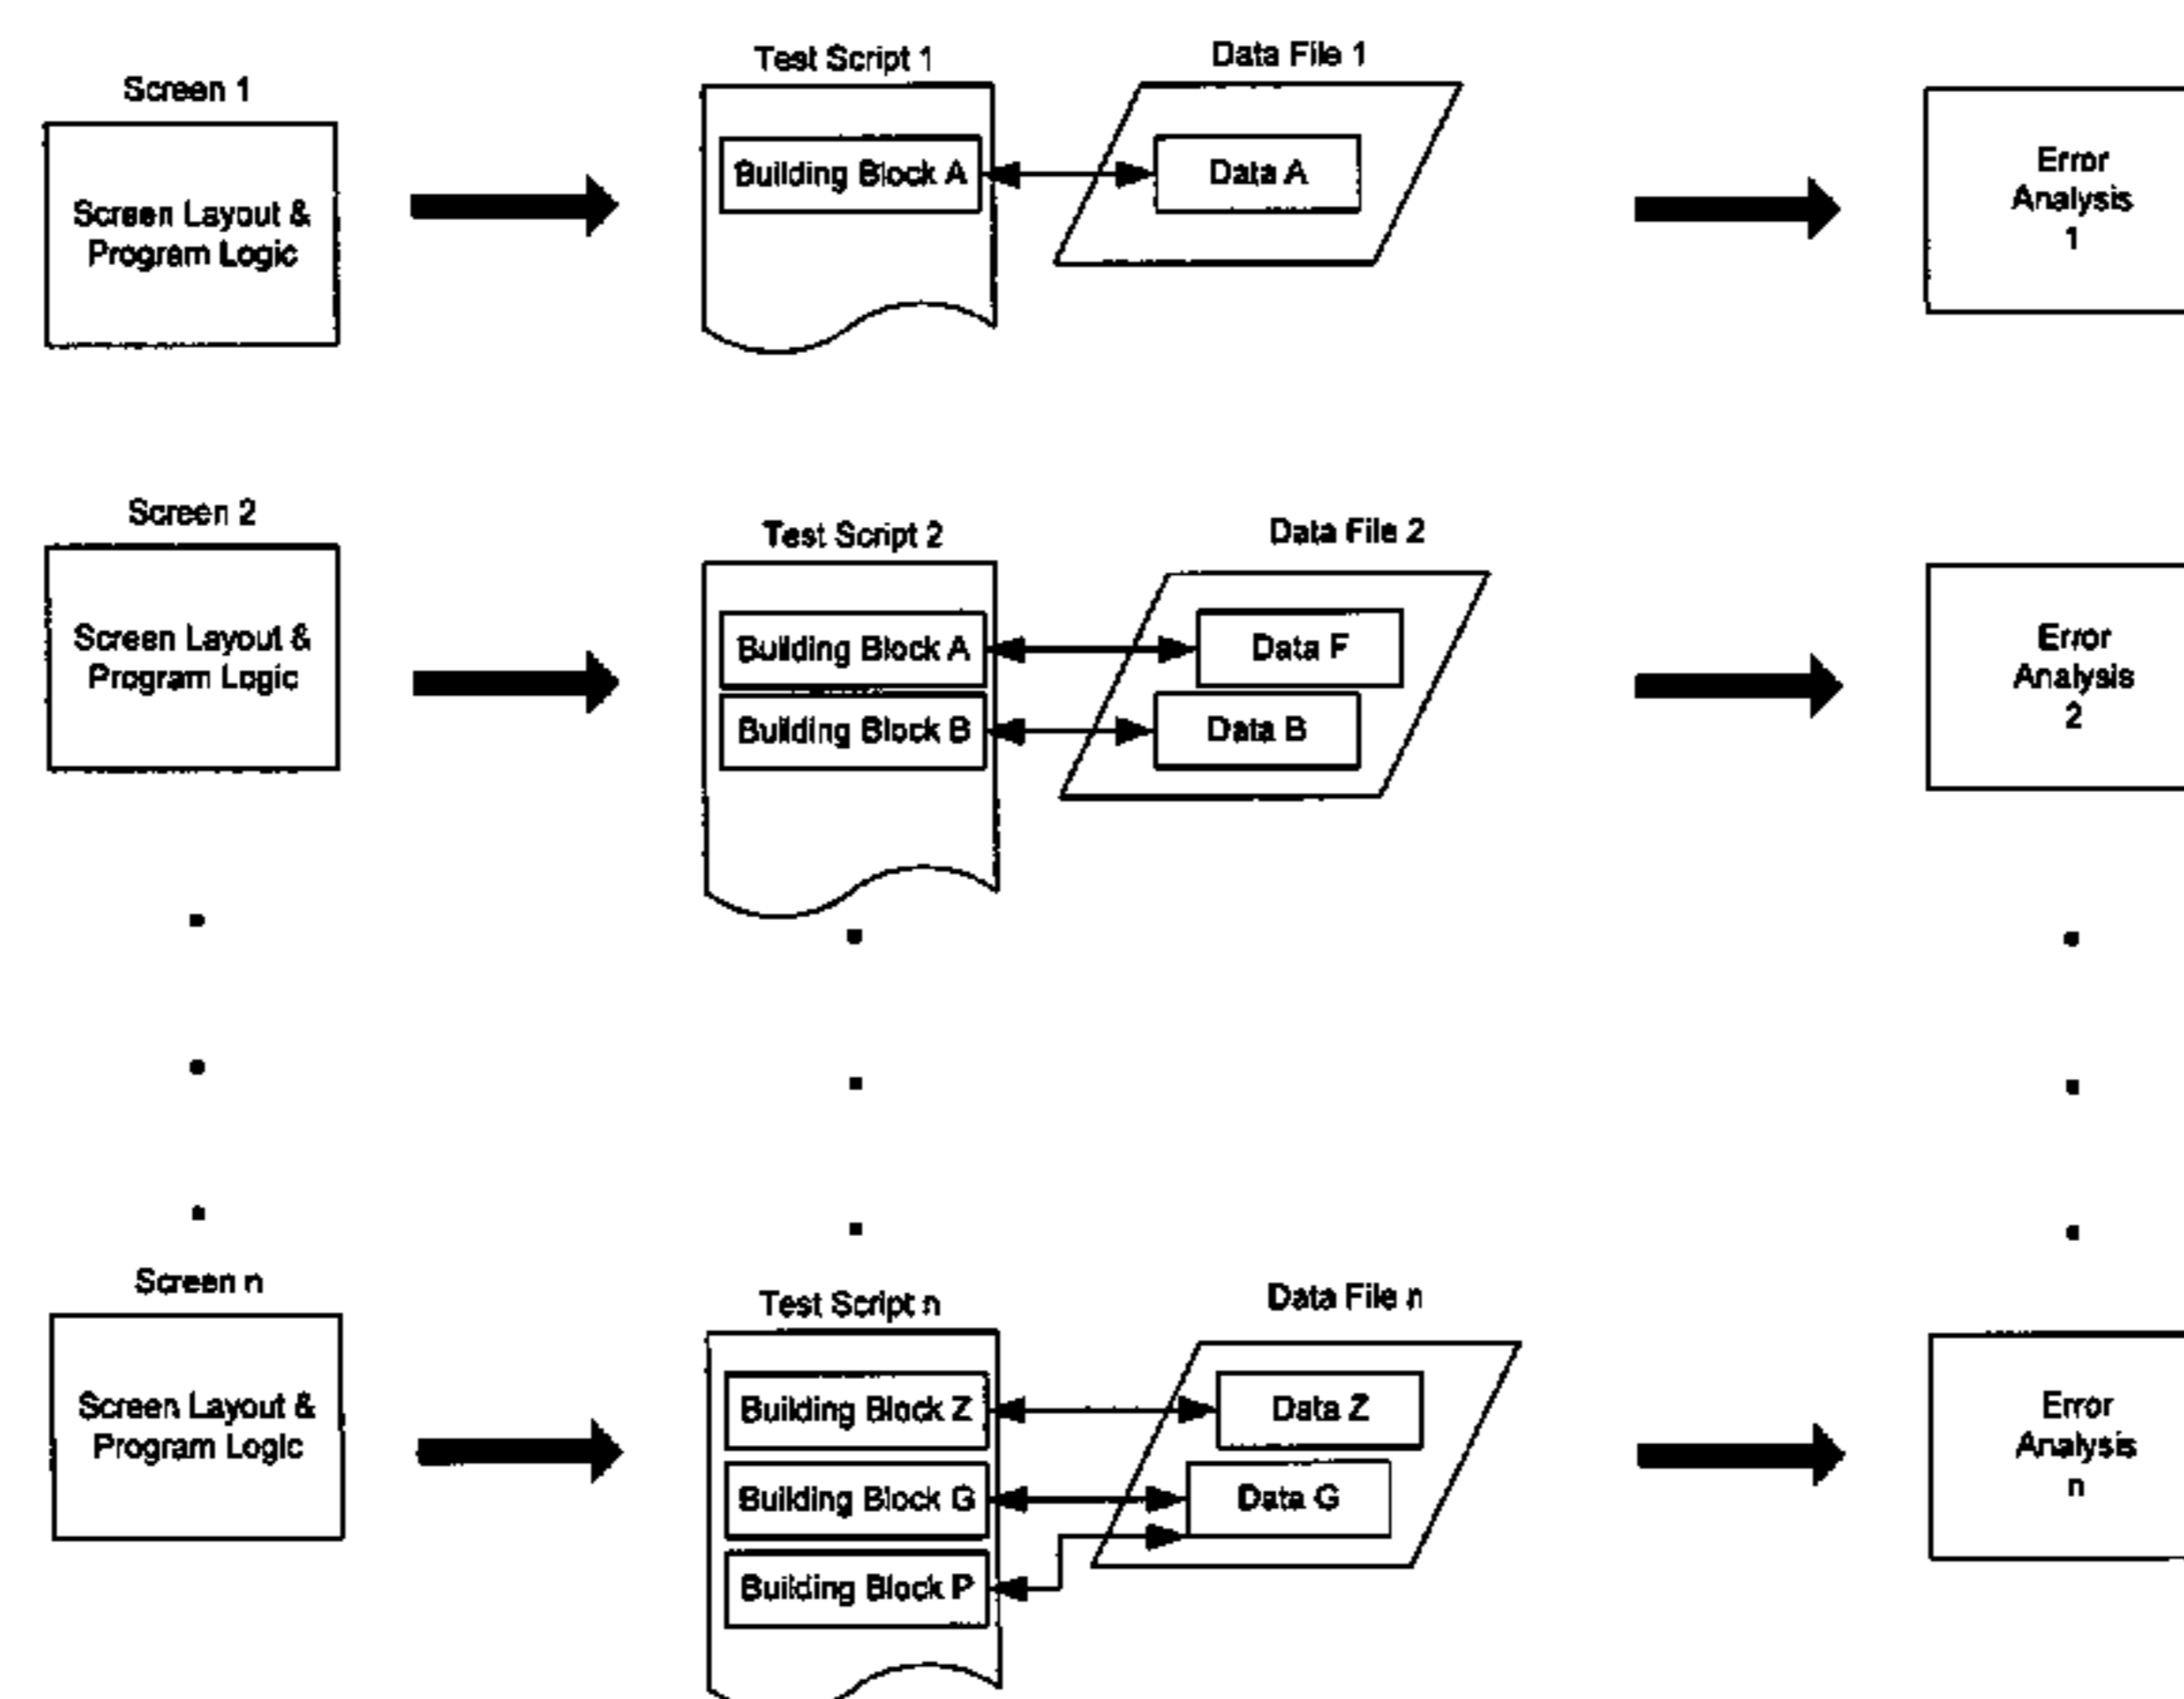 Screen 1
Screen Layout &
Program Logic
Test Script 1
Building Block A
Data File 1
Data A
Error
Analysis
1
Screen 2
Screen Layout &
Program Logic
Test Script 2
Building Block A
Building Block B
Data File 2
Data F
Data B
Error
Analysis
2
Screen n
Screen Layout &
Program Logic
Test Script n
Building Block Z
Building Block G
Building Block P
Data File n
Data Z
Data G
Error
Analysis
n